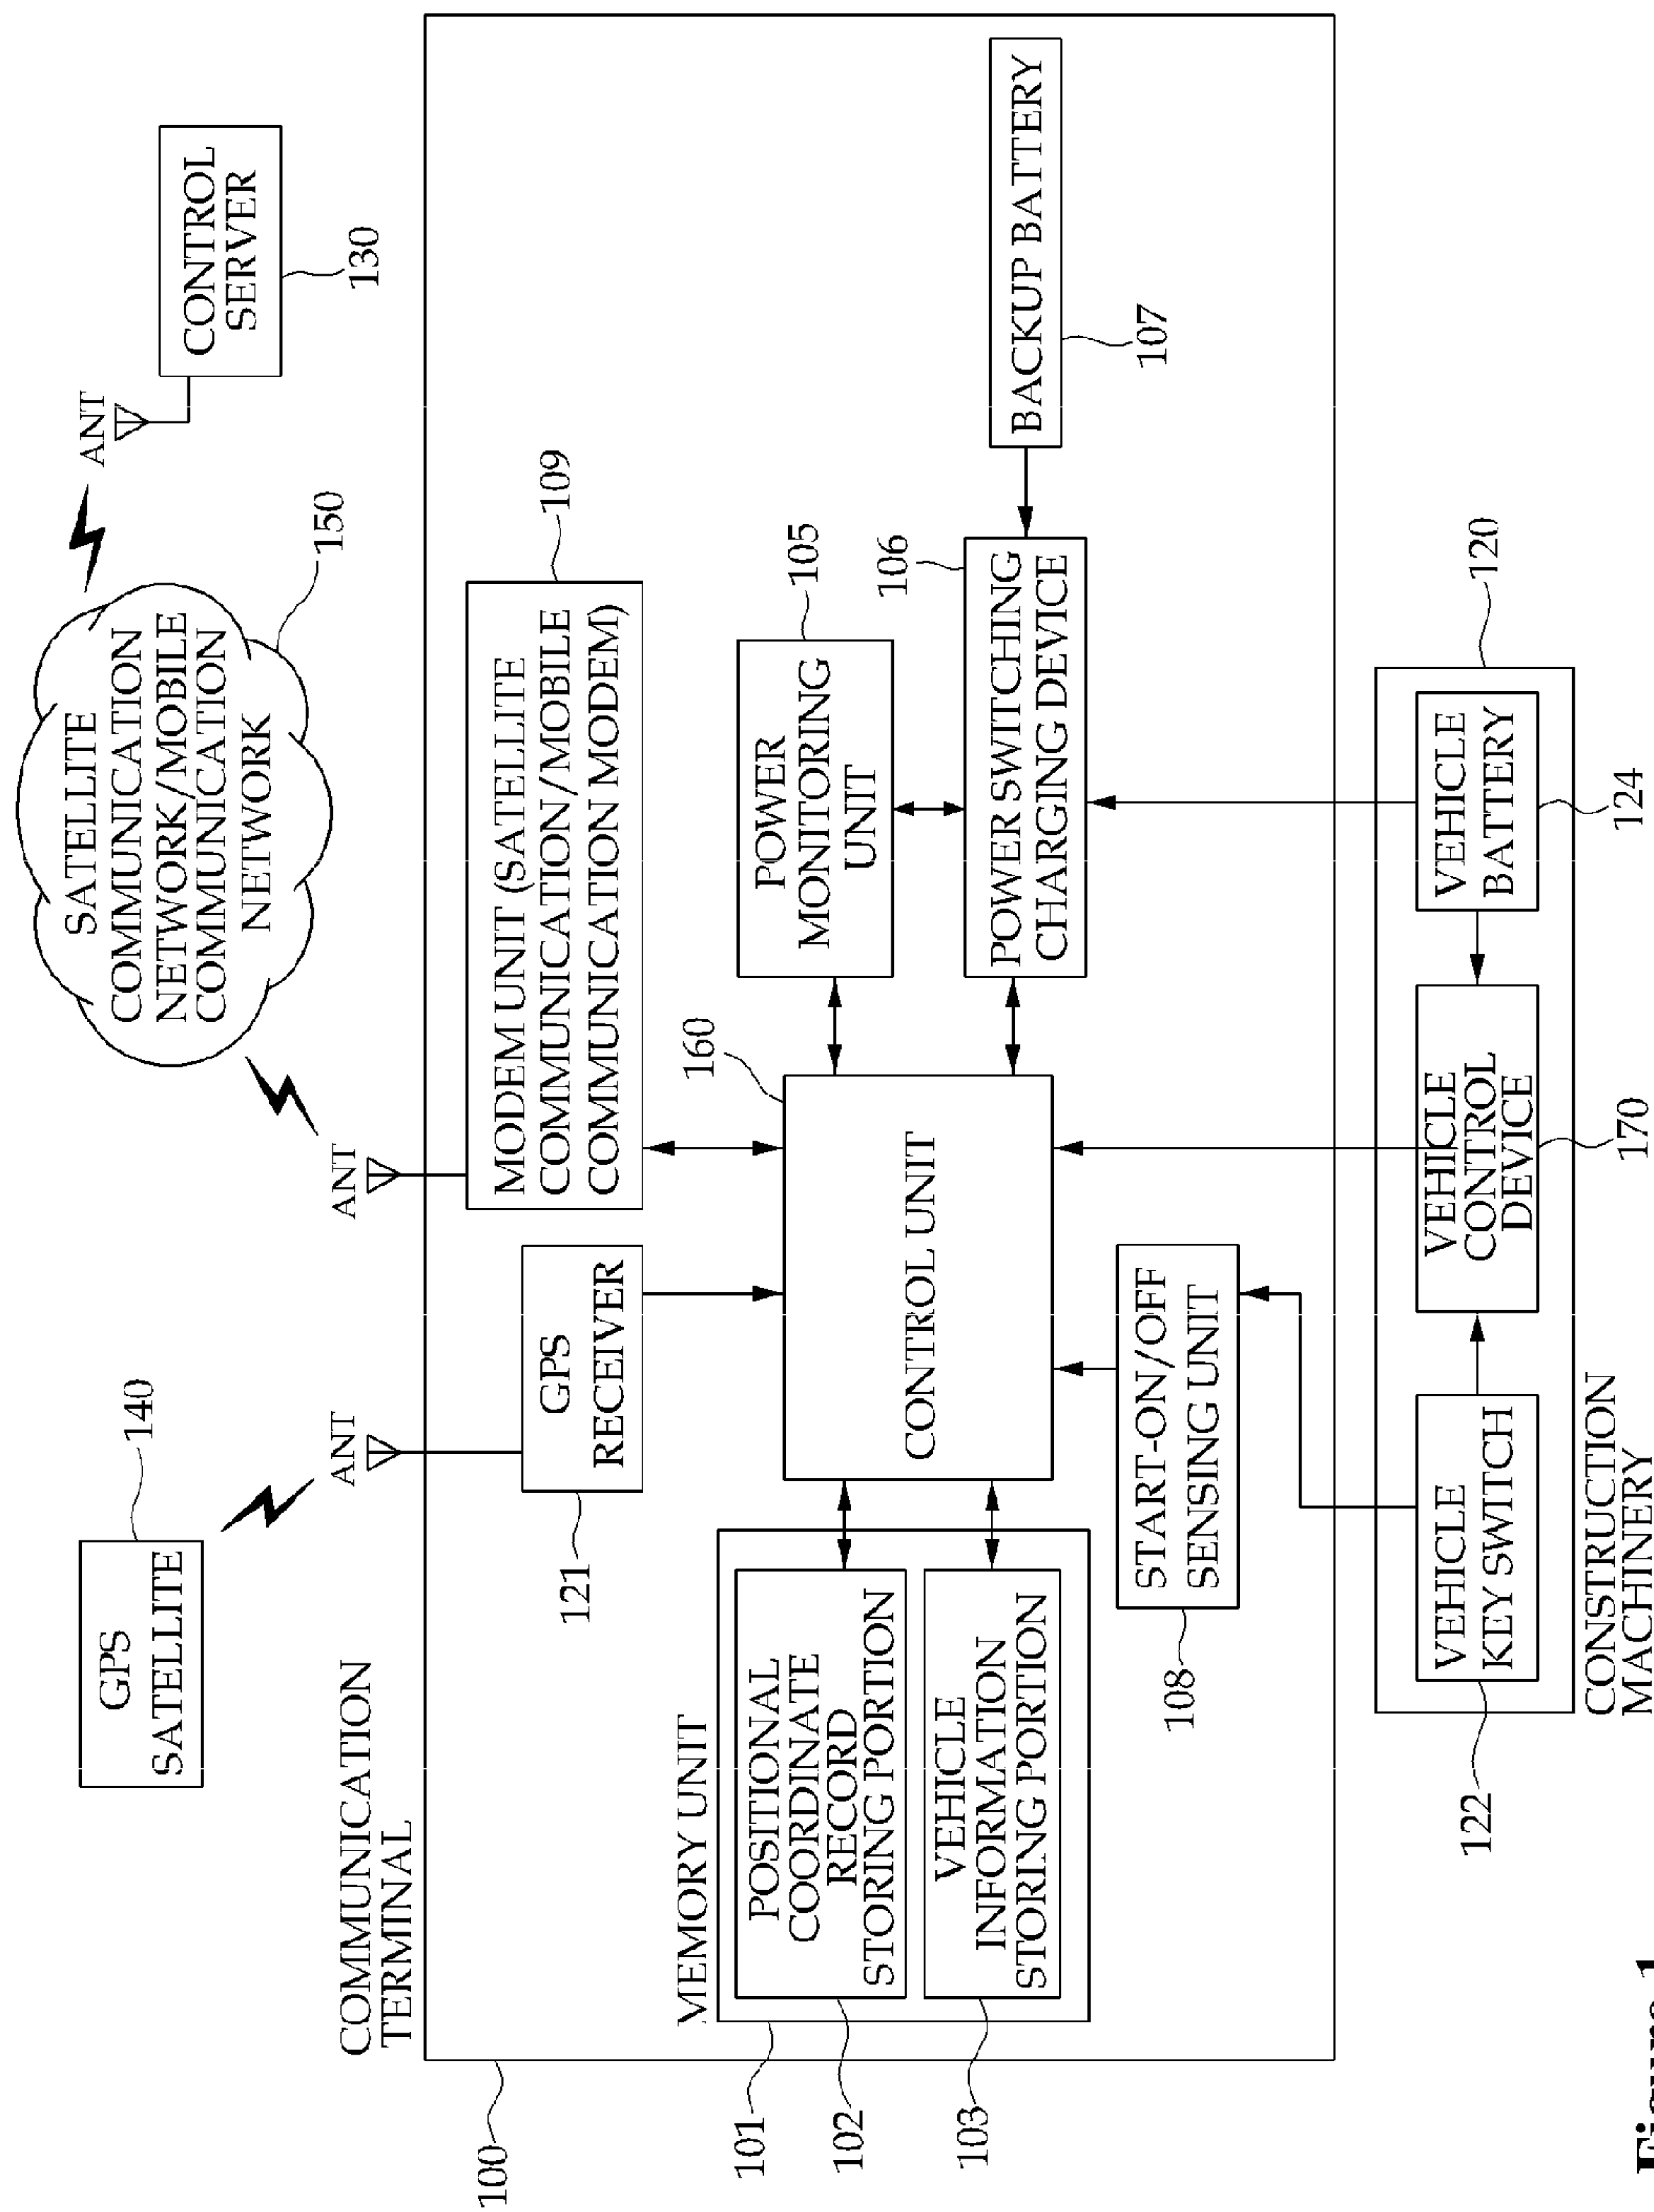 GPS
SATELLITE
140
SATELLITE
COMMUNICATION
NETWORK/MOBILE
COMMUNICATION
NETWORK
150
CONTROL
SERVER
130
ANT
ANT
ANT
COMMUNICATION
TERMINAL
100
GPS
RECEIVER
121
MODEM UNIT (SATELLITE
COMMUNICATION/MOBILE
COMMUNICATION MODEM)
109
MEMORY UNIT
101
POSITIONAL
COORDINATE
RECORD
STORING PORTION
102
VEHICLE
INFORMATION
STORING PORTION
103
CONTROL UNIT
160
POWER
MONITORING
UNIT
105
POWER SWITCHING
CHARGING DEVICE
106
BACKUP BATTERY
107
START-ON/OFF
SENSING UNIT
108
VEHICLE
KEY SWITCH
122
VEHICLE
CONTROL
DEVICE
170
VEHICLE
BATTERY
124
120
CONSTRUCTION
MACHINERY
Figure 1